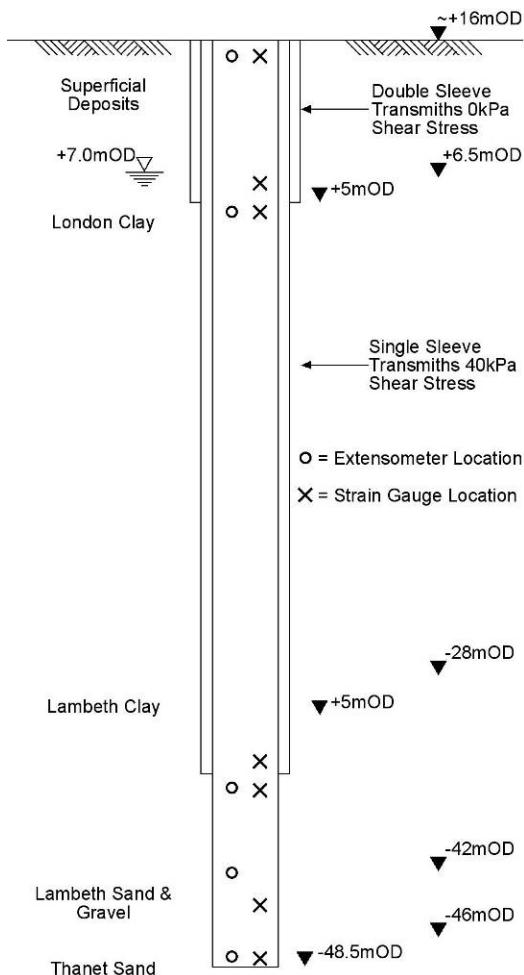 ~+16mOD
Superficial
Deposits
Double Sleeve
Transmiths 0kPa
Shear Stress
+7.0mOD
+6.5mOD
+5mOD
London Clay
Single Sleeve
Transmiths 40kPa
Shear Stress
O = Extensometer Location
X = Strain Gauge Location
-28mOD
Lambeth Clay
+5mOD
-42mOD
Lambeth Sand &
Gravel
-46mOD
-48.5mOD
Thanet Sand